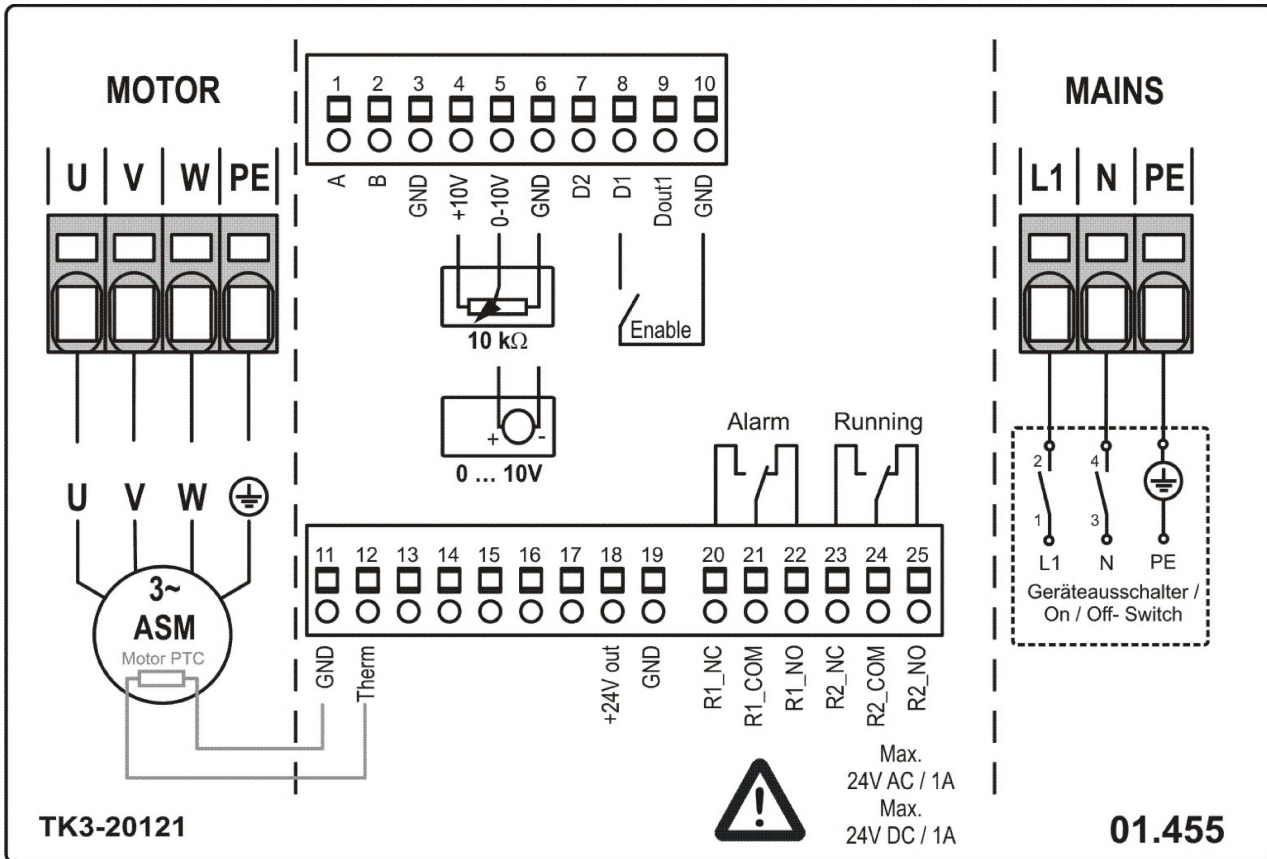 MOTOR
U V W PE
1 2 3 4 5 6 7 8 9 10
A B GND +10V 0-10V GND D2 D1 Dout1 GND
10 kΩ
Enable
+ -
0 ... 10V
MAINS
L1 N PE
2 4
1 3
L1 N PE
Geräteausschalter /
On / Off- Switch
U V W
3~
ASM
Motor PTC
Alarm Running
11 12 13 14 15 16 17 18 19 20 21 22 23 24 25
GND Therm +24V out GND R1_NC R1_COM R1_NO R2_NC R2_COM R2_NO
!
Max.
24V AC / 1A
Max.
24V DC / 1A
TK3-20121
01.455